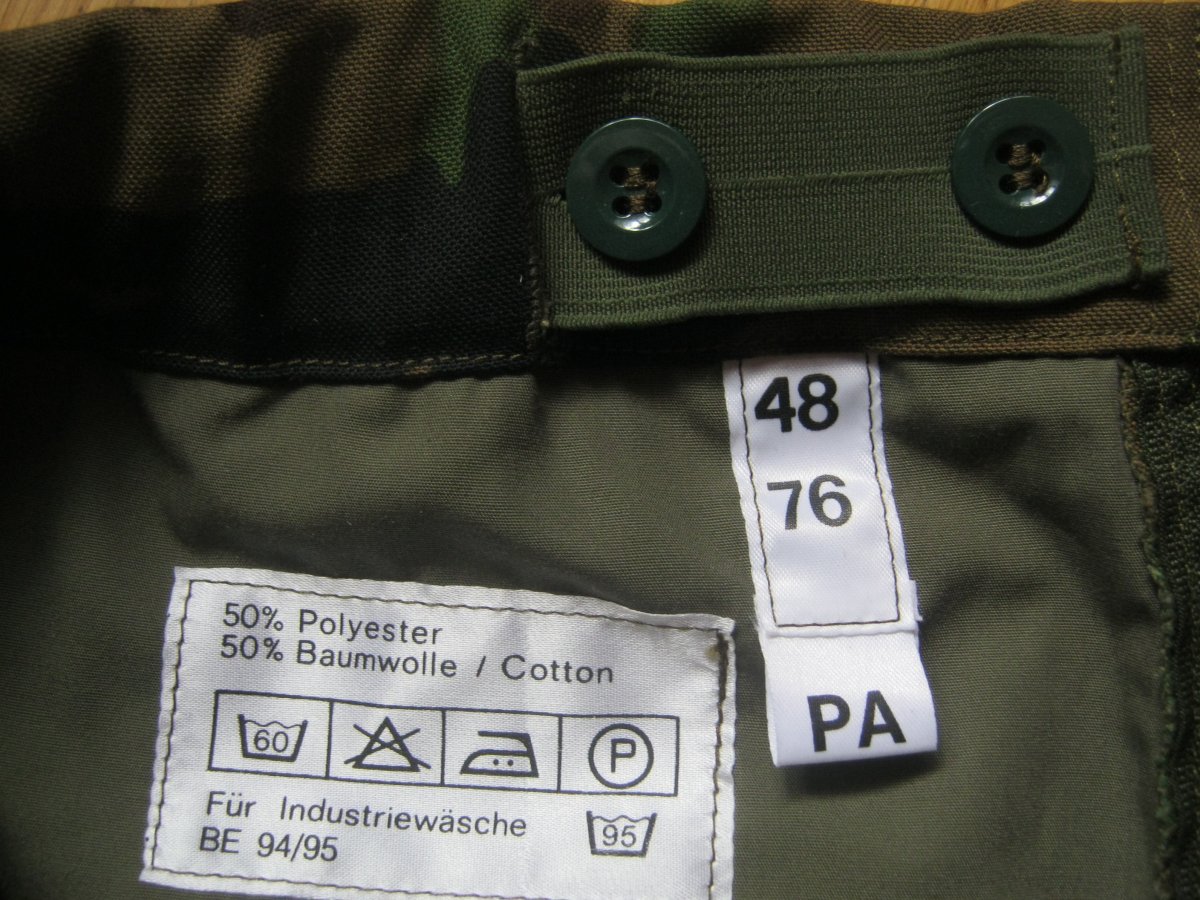 48
76
PA
50% Polyester
50% Baumwolle / Cotton
60
P
Für Industriewäsche 95
BE 94/95